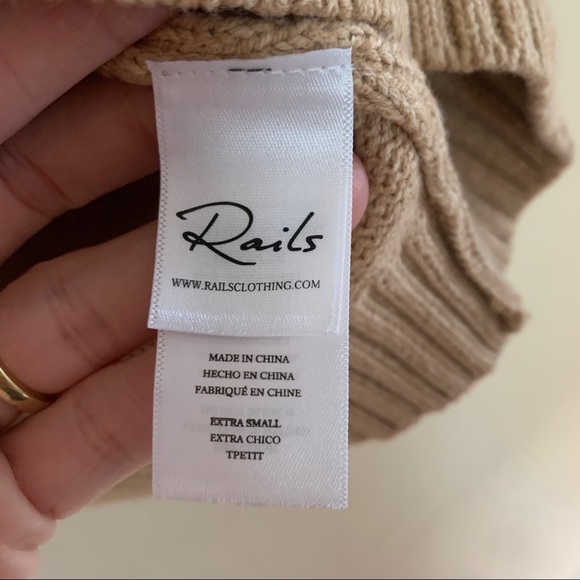 Rails
WWW.RAILSCLOTHING.COM
MADE IN CHINA
HECHO EN CHINA
FABRIQUÉ EN CHINE
EXTRA SMALL
EXTRA CHICO
TPETIT